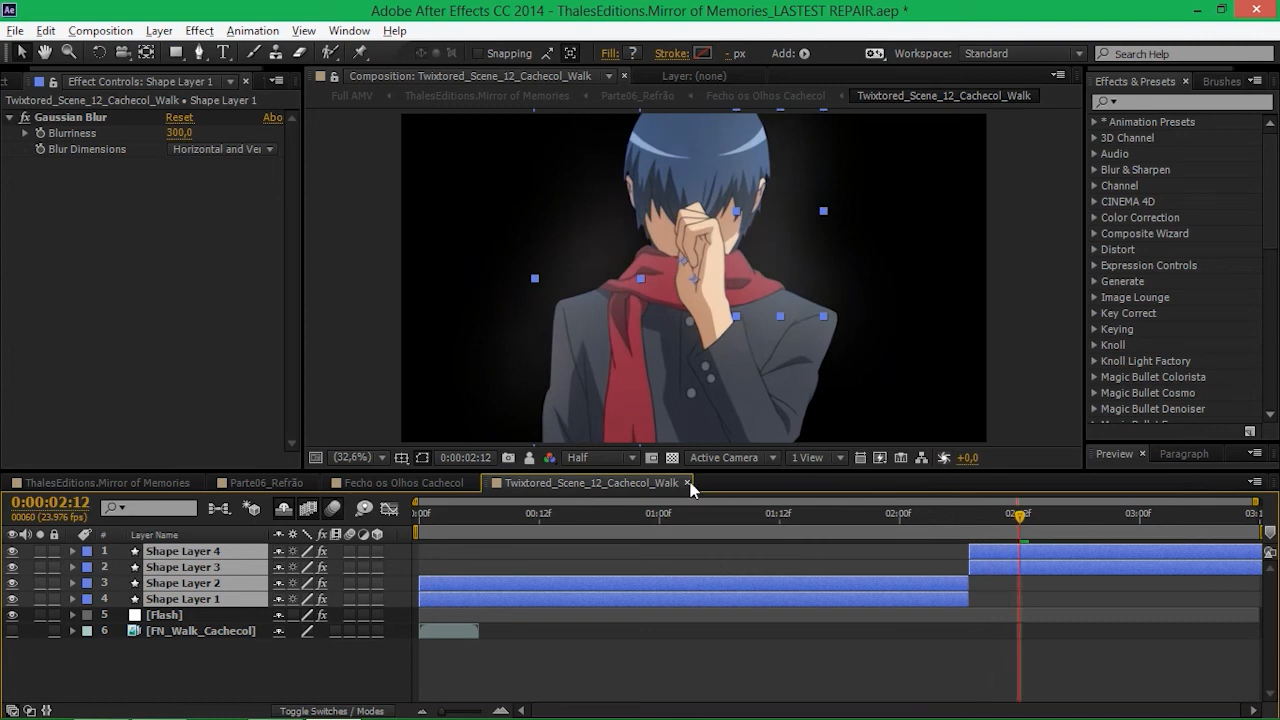 Adobe After Effects CC 2014 - ThalesEditions.Mirror of Memories_LASTEST REPAIR.aep *
File Edit Composition Layer Effect Animation View Window Help
Snapping Fill: ? Stroke: - px Add: Workspace: Standard Search Help
Effect Controls: Shape Layer 1
Twixtored_Scene_12_Cachecol_Walk • Shape Layer 1
fx Gaussian Blur Reset Abo
Blurriness 300,0
Blur Dimensions Horizontal and Ver
Composition: Twixtored_Scene_12_Cachecol_Walk Layer: (none)
Full AMV ThalesEditions.Mirror of Memories Parte06_Refrão Fecho os Olhos Cachecol Twixtored_Scene_12_Cachecol_Walk
(32,6%) 0:00:02:12 Half Active Camera 1 View +0,0
Effects & Presets Brushes
* Animation Presets
3D Channel
Audio
Blur & Sharpen
Channel
CINEMA 4D
Color Correction
Composite Wizard
Distort
Expression Controls
Generate
Image Lounge
Key Correct
Keying
Knoll
Knoll Light Factory
Magic Bullet Colorista
Magic Bullet Cosmo
Magic Bullet Denoiser
Preview Paragraph
ThalesEditions.Mirror of Memories Parte06_Refrão Fecho os Olhos Cachecol Twixtored_Scene_12_Cachecol_Walk
0:00:02:12
00060 (23.976 fps)
:00f 00:12f 01:00f 01:12f 02:00f 03:00f 03:1
# Layer Name
1 Shape Layer 4
2 Shape Layer 3
3 Shape Layer 2
4 Shape Layer 1
5 [Flash]
6 [FN_Walk_Cachecol]
Toggle Switches / Modes